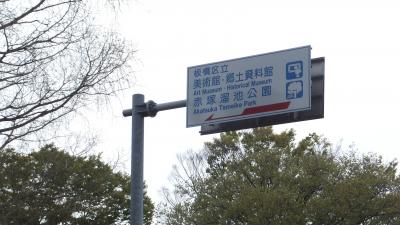 板橋区立
美術館・郷土資料館
Art Museum・Historical Museum
赤塚溜池公園
Akatsuka Tameike Park